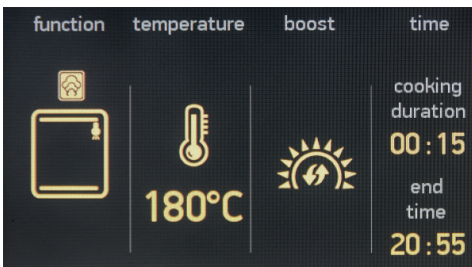 function temperature boost time
cooking
duration
00:15
180°C
end
time
20:55